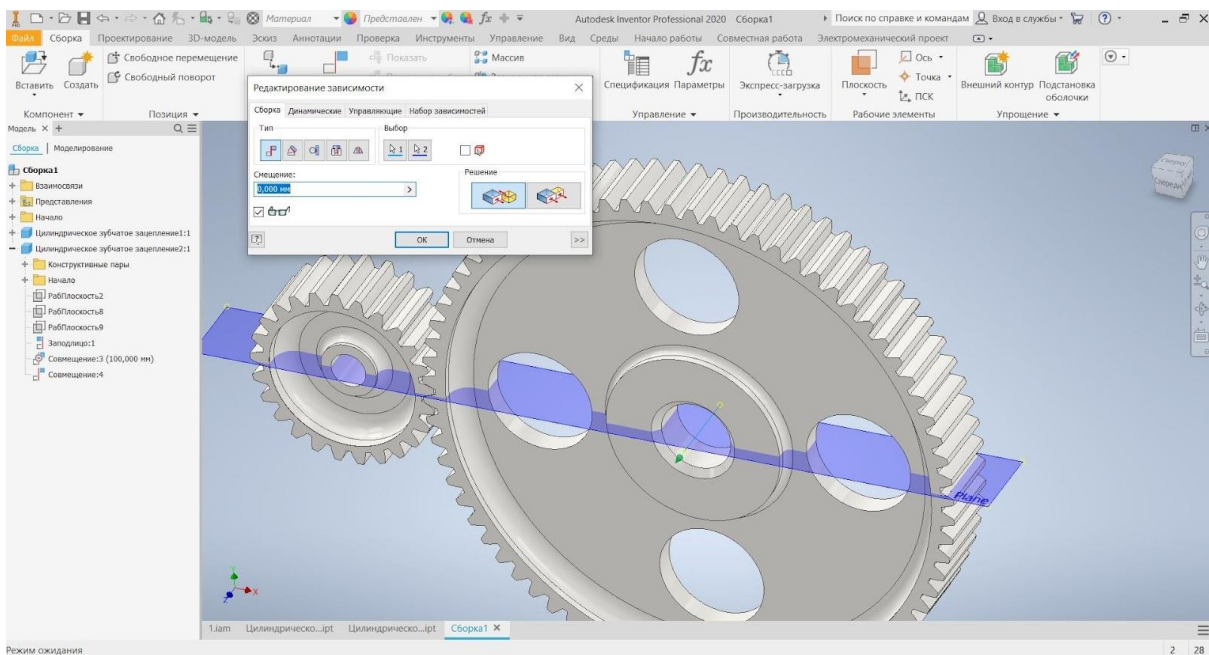 Материал
Представлен
fx
Autodesk Inventor Professional 2020 Сборка1
Поиск по справке и командам
Вход в службы
Файл Сборка Проектирование 3D-модель Эскиз Аннотации Проверка Инструменты Управление Вид Среды Начало работы Совместная работа Электромеханический проект
Вставить
Создать
Свободное перемещение
Свободный поворот
Показать
Массив
Спецификация
fx
Параметры
Экспресс-загрузка
Плоскость
Ось
Точка
ПСК
Внешний контур
Подстановка
оболочки
Компонент
Позиция
Управление
Производительность
Рабочие элементы
Упрощение
Модель X +
Сборка | Моделирование
Сборка1
Взаимосвязи
Представления
Начало
Цилиндрическое зубчатое зацепление1:1
Цилиндрическое зубчатое зацепление2:1
Конструктивные пары
Начало
РабПлоскость2
РабПлоскость8
РабПлоскость9
Заподлицо:1
Совмещение:3 (100,000 мм)
Совмещение:4
Редактирование зависимости
Сборка Динамические Управляющие Набор зависимостей
Тип
Выбор
1
2
Смещение:
0,000 мм
>
Решение
?
ОК
Отмена
>>
Сверху
Спереди
Plane
Y
X
Z
1.iam Цилиндрическо...ipt Цилиндрическо...ipt Сборка1 X
Режим ожидания
2 28